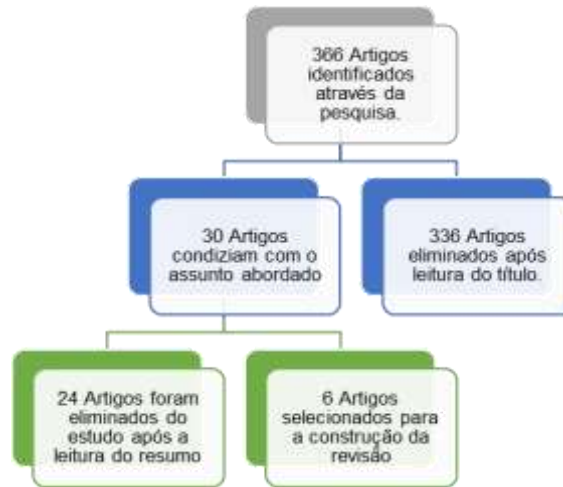 366 Artigos
identificados
através da
pesquisa.
30 Artigos
condiziam com o
assunto abordado
336 Artigos
eliminados após
leitura do título.
24 Artigos foram
eliminados do
estudo após a
leitura do resumo
6 Artigos
selecionados para
a construção da
revisão